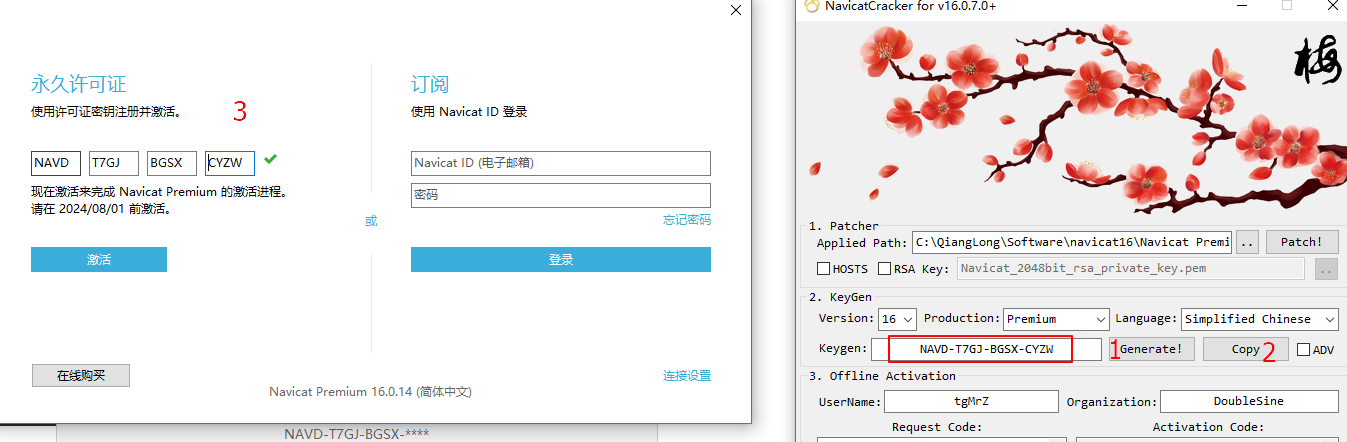 永久许可证
使用许可证密钥注册并激活。
3
NAVD T7GJ BGSX CYZW
现在激活来完成 Navicat Premium 的激活进程。
请在 2024/08/01 前激活。
激活
或
订阅
使用 Navicat ID 登录
Navicat ID (电子邮箱)
密码
忘记密码
登录
在线购买
连接设置
Navicat Premium 16.0.14 (简体中文)
NAVD-T7GJ-BGSX-****
NavicatCracker for v16.0.7.0+
梅
1. Patcher
Applied Path: C:\QiangLong\Software\navicat16\Navicat Premi .. Patch!
HOSTS RSA Key: Navicat_2048bit_rsa_private_key.pem ..
2. KeyGen
Version: 16 Production: Premium Language: Simplified Chinese
Keygen: NAVD-T7GJ-BGSX-CYZW 1 Generate! Copy 2 ADV
3. Offline Activation
UserName: tgMrZ Organization: DoubleSine
Request Code: Activation Code: